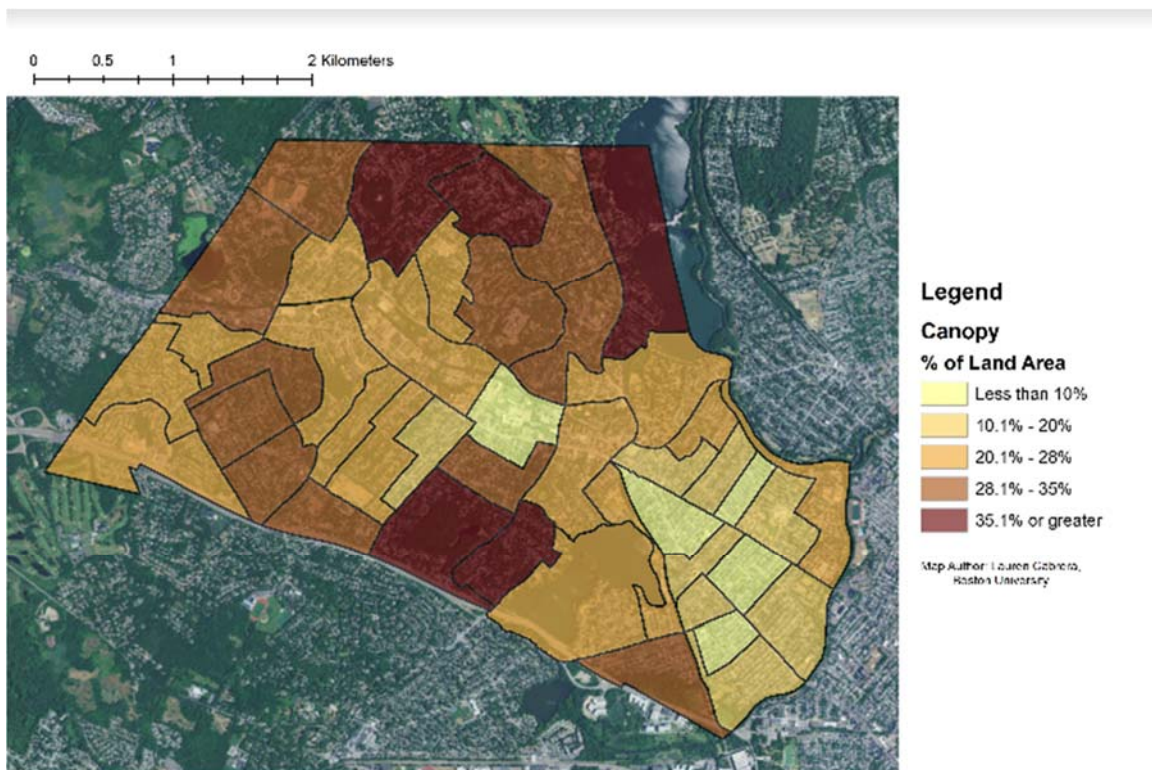 0 0.5 1 2 Kilometers
Legend
Canopy
% of Land Area
Less than 10%
10.1% - 20%
20.1% - 28%
28.1% - 35%
35.1% or greater
Map Author: Lauren Cabrera,
Boston University